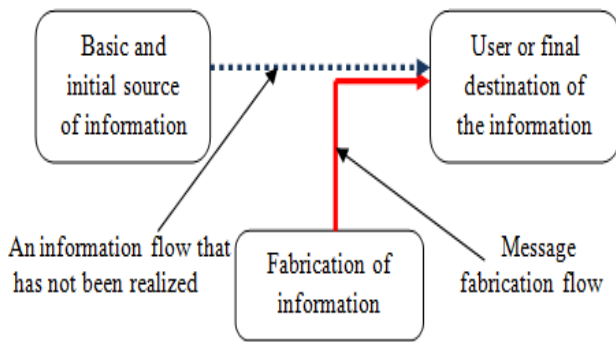 Basic and
initial source
of information
User or final
destination of
the information
An information flow that
has not been realized
Fabrication of
information
Message
fabrication flow